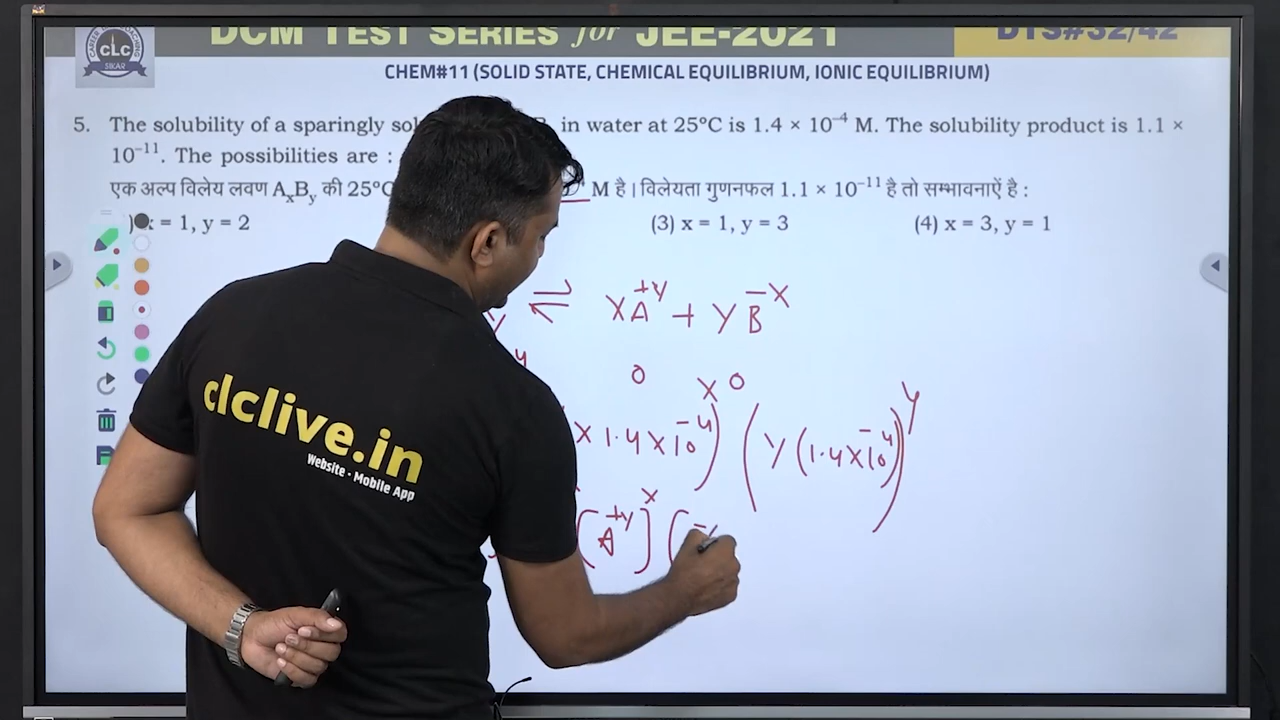 CLC
SIKAR
DCM TEST SERIES for JEE-2021
DTS#32/42
CHEM#11 (SOLID STATE, CHEMICAL EQUILIBRIUM, IONIC EQUILIBRIUM)
5. The solubility of a sparingly in water at 25°C is 1.4 × 10⁻⁴ M. The solubility product is 1.1 ×
10⁻¹¹. The possibilities are :
एक अल्प विलेय लवण AₓBᵧ की 25°C M है। विलेयता गुणनफल 1.1 × 10⁻¹¹ है तो सम्भावनाऐं है :
x = 1, y = 2 (3) x = 1, y = 3 (4) x = 3, y = 1
⇌ XA⁺ʸ + YB⁻ˣ
0 0
X 1.4×10⁻⁴)ˣ (Y(1.4×10⁻⁴))ʸ
[A⁺ʸ]ˣ [
clclive.in
Website • Mobile App